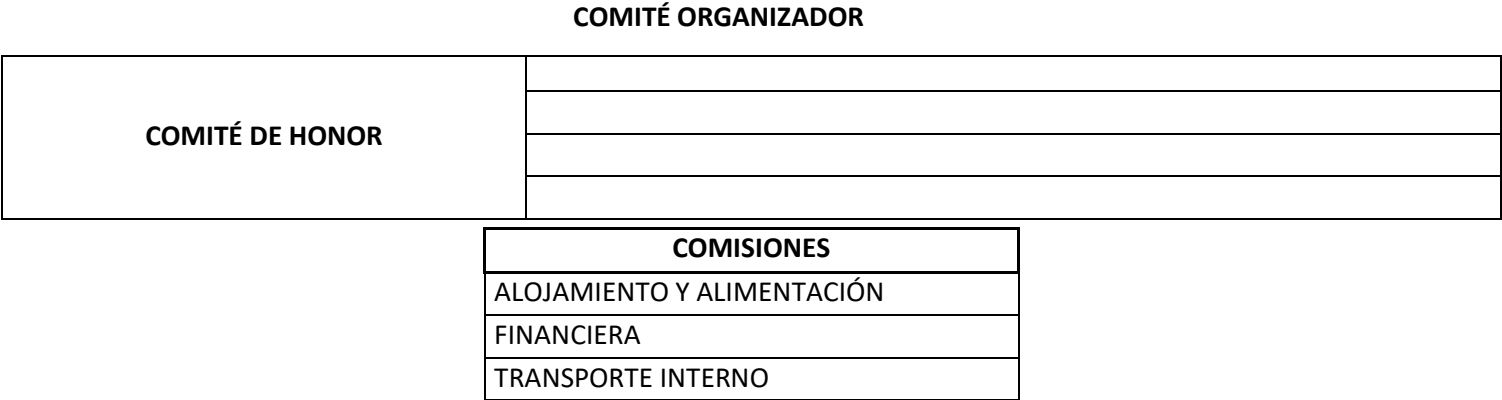 COMITÉ ORGANIZADOR
COMITÉ DE HONOR
COMISIONES
ALOJAMIENTO Y ALIMENTACIÓN
FINANCIERA
TRANSPORTE INTERNO